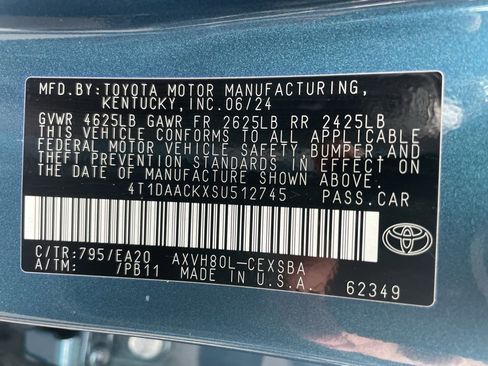 MFD.BY:TOYOTA MOTOR MANUFACTURING,
KENTUCKY,INC.06/24
GVWR 4625LB GAWR FR 2625LB RR 2425LB
THIS VEHICLE CONFORMS TO ALL APPLICABLE
FEDERAL MOTOR VEHICLE SAFETY, BUMPER AND
THEFT PREVENTION STANDARDS IN EFFECT ON
THE DATE OF MANUFACTURE SHOWN ABOVE.
4T1DAACKXSU512745 PASS.CAR
C/TR:795/EA20 AXVH80L-CEXSBA
A/TM: /PB11 MADE IN U.S.A.
TOYOTA
62349